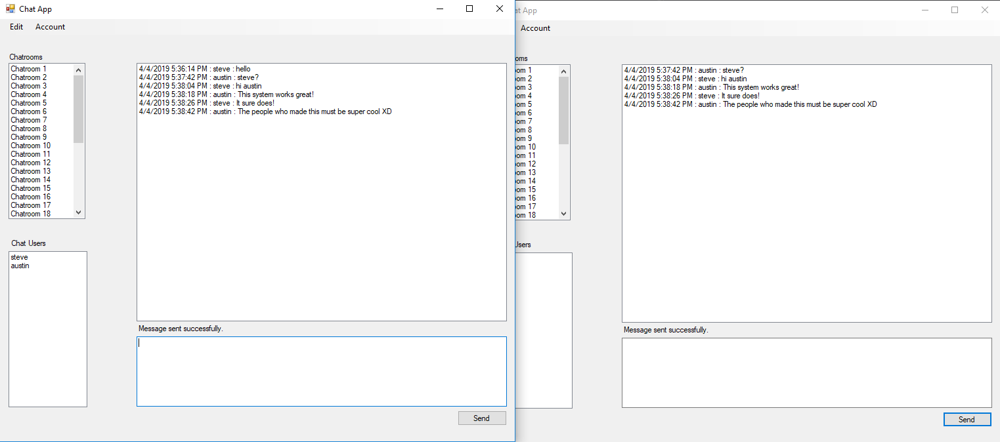 Chat App
Edit Account
Chatrooms
Chatroom 1
Chatroom 2
Chatroom 3
Chatroom 4
Chatroom 5
Chatroom 6
Chatroom 7
Chatroom 8
Chatroom 9
Chatroom 10
Chatroom 11
Chatroom 12
Chatroom 13
Chatroom 14
Chatroom 15
Chatroom 16
Chatroom 17
Chatroom 18
4/4/2019 5:36:14 PM : steve : hello
4/4/2019 5:37:42 PM : austin : steve?
4/4/2019 5:38:04 PM : steve : hi austin
4/4/2019 5:38:18 PM : austin : This system works great!
4/4/2019 5:38:26 PM : steve : It sure does!
4/4/2019 5:38:42 PM : austin : The people who made this must be super cool XD
Chat Users
steve
austin
Message sent successfully.
Send
at App
Account
oms
om 1
om 2
om 3
om 4
om 5
om 6
om 7
om 8
om 9
om 10
om 11
om 12
om 13
om 14
om 15
om 16
om 17
om 18
4/4/2019 5:37:42 PM : austin : steve?
4/4/2019 5:38:04 PM : steve : hi austin
4/4/2019 5:38:18 PM : austin : This system works great!
4/4/2019 5:38:26 PM : steve : It sure does!
4/4/2019 5:38:42 PM : austin : The people who made this must be super cool XD
Users
Message sent successfully.
Send